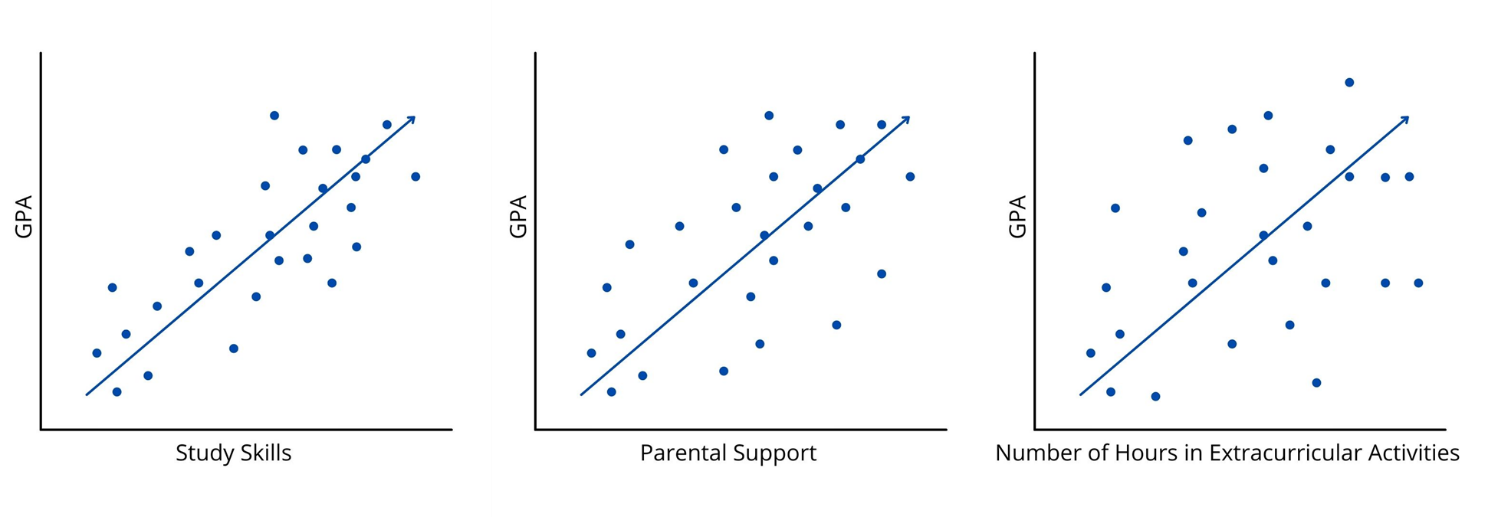 GPA
Study Skills
GPA
Parental Support
GPA
Number of Hours in Extracurricular Activities